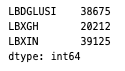 LBDGLUSI    38675
LBXGH       20212
LBXIN       39125
dtype: int64